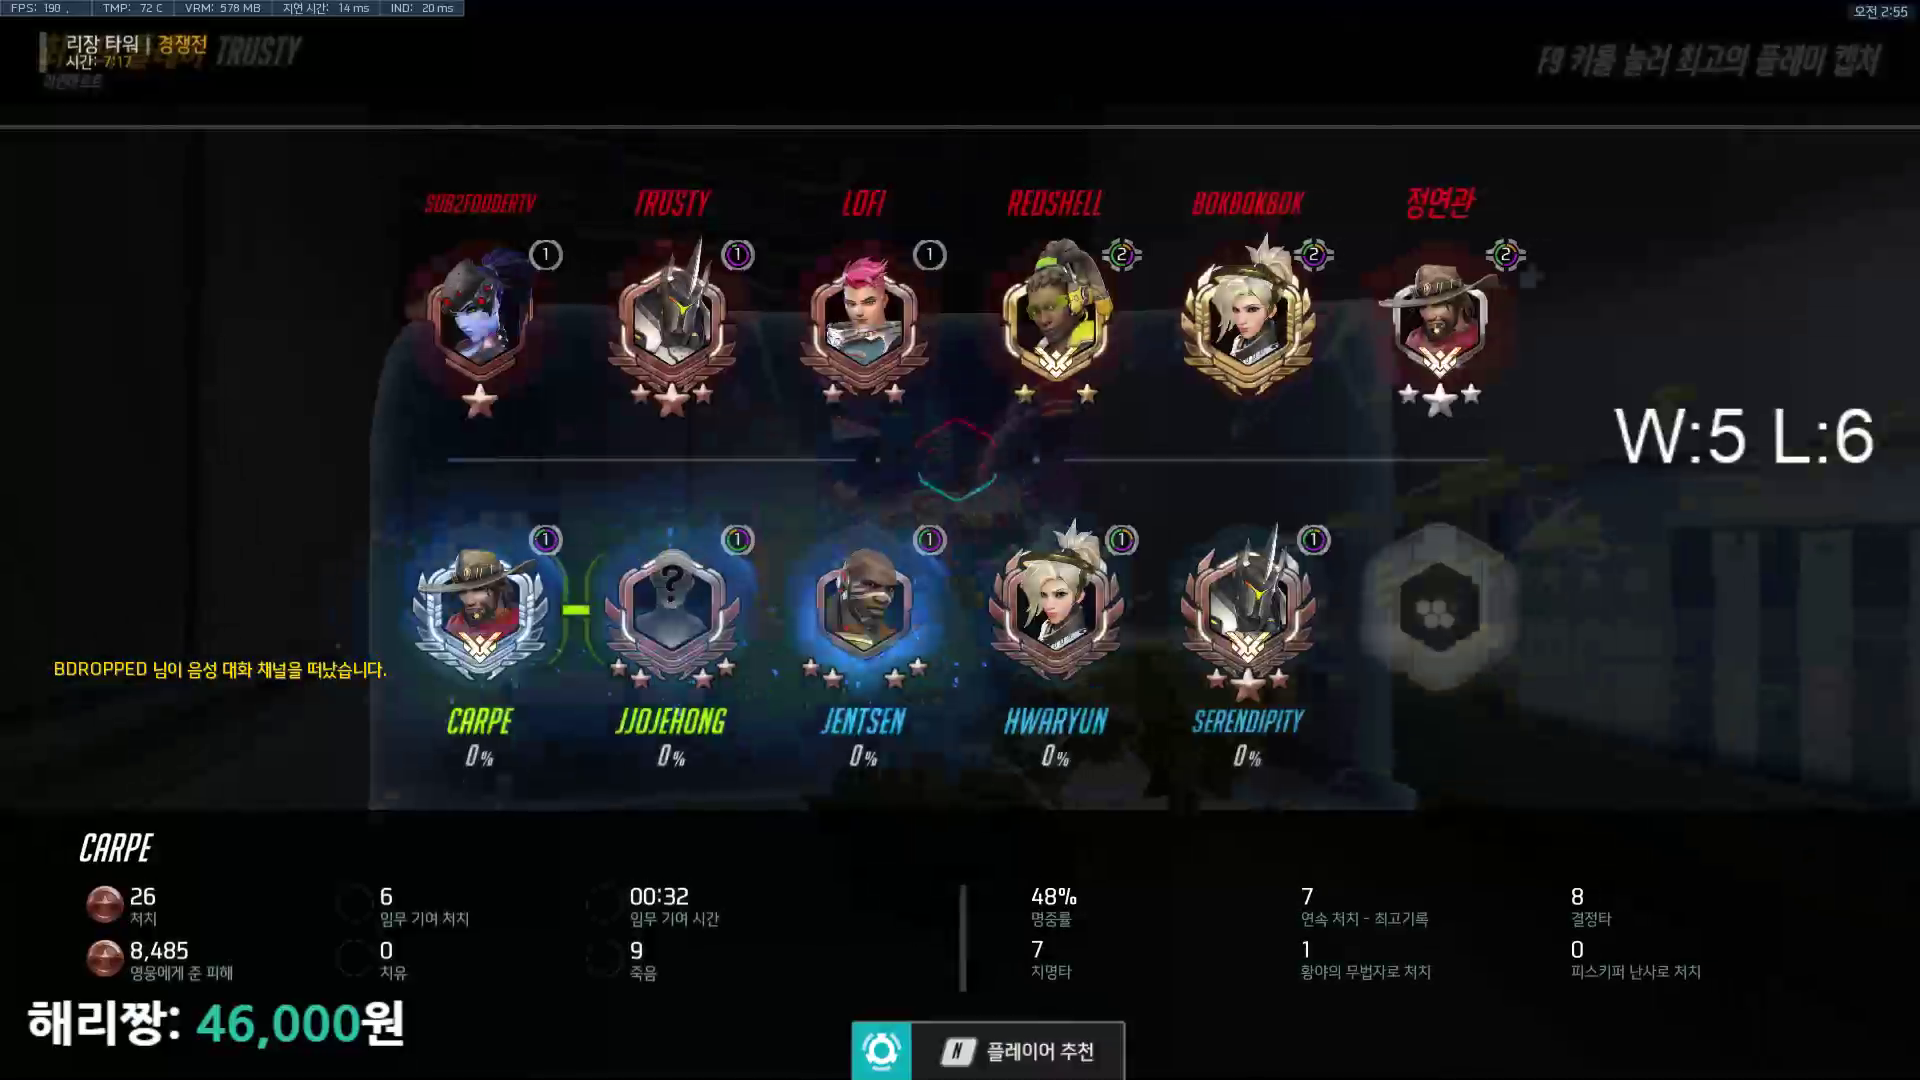 FPS: 190
TMP: 72 C
VRM: 578 MB
지연 시간: 14 ms
IND: 20 ms
오전 2:55
리장 타워 | 경쟁전
시간: 7:17
TRUSTY
F9 키를 눌러 최고의 플레이 캡처
SUB2FODDERTV
TRUSTY
LOFI
REDSHELL
BOKBOKBOK
정연관
1
1
1
2
2
2
W:5 L:6
1
1
1
1
1
?
BDROPPED 님이 음성 대화 채널을 떠났습니다.
CARPE
JJOJEHONG
JENTSEN
HWARYUN
SERENDIPITY
0%
0%
0%
0%
0%
CARPE
26
처치
6
임무 기여 처치
00:32
임무 기여 시간
48%
명중률
7
연속 처치 - 최고기록
8
결정타
8,485
영웅에게 준 피해
0
치유
9
죽음
7
치명타
1
황야의 무법자로 처치
0
피스키퍼 난사로 처치
해리짱: 46,000원
N 플레이어 추천